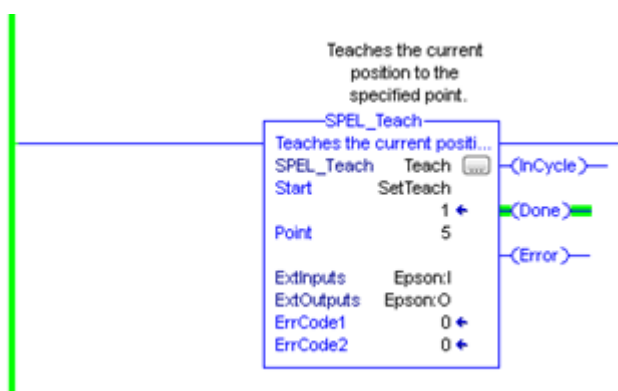 Teaches the current
position to the
specified point.
SPEL_Teach
Teaches the current positi...
SPEL_Teach Teach ... (InCycle)
Start SetTeach
1 (Done)
Point 5
(Error)
ExtInputs Epson:I
ExtOutputs Epson:O
ErrCode1 0
ErrCode2 0